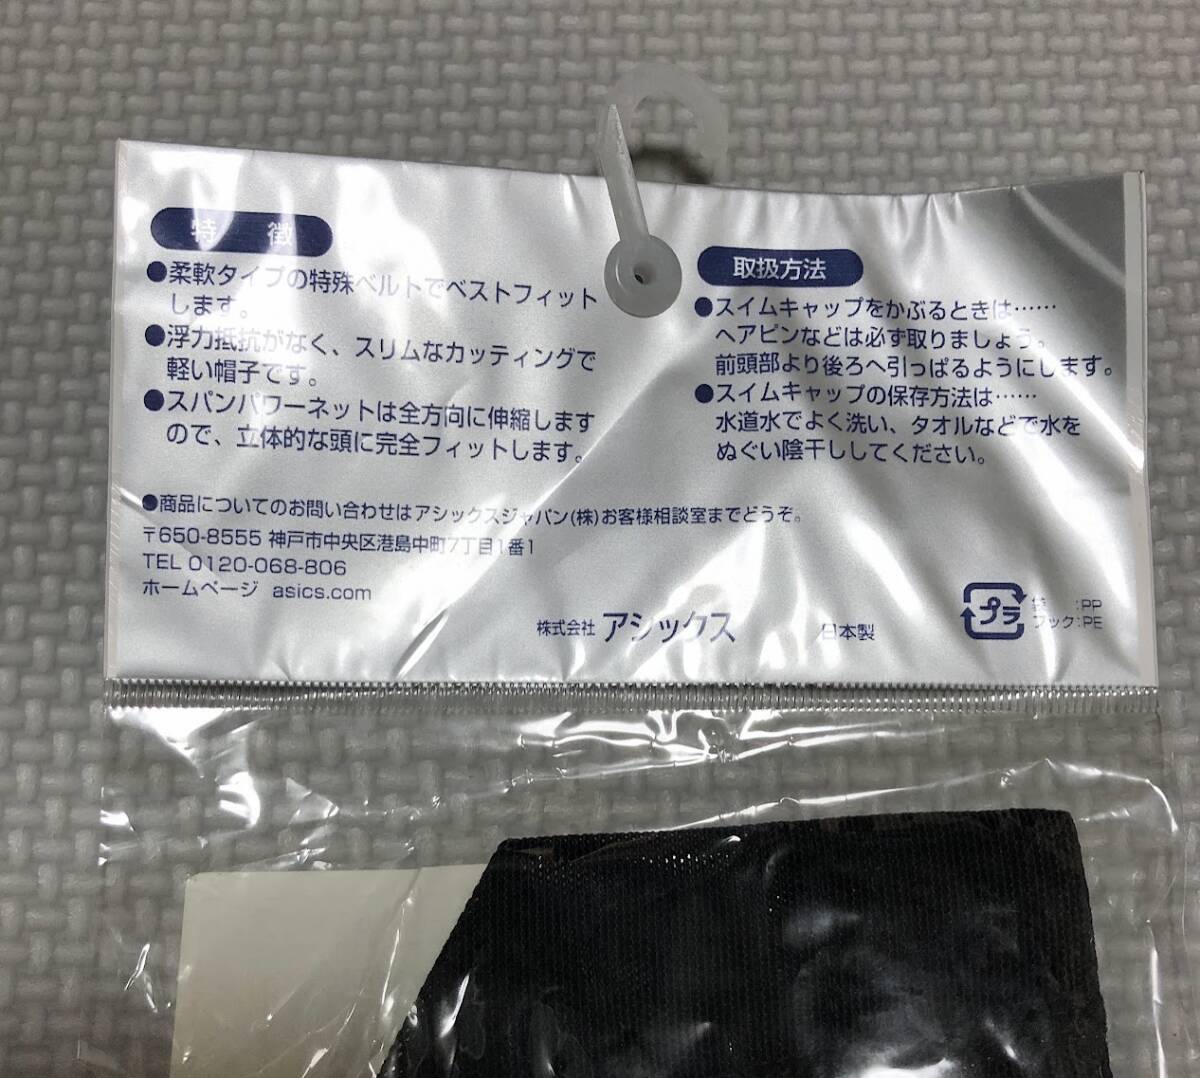 特徴
●柔軟タイプの特殊ベルトでベストフィット
します。
●浮力抵抗がなく、スリムなカッティングで
軽い帽子です。
●スパンパワーネットは全方向に伸縮します
ので、立体的な頭に完全フィットします。
取扱方法
●スイムキャップをかぶるときは……
ヘアピンなどは必ず取りましょう。
前頭部より後ろへ引っぱるようにします。
●スイムキャップの保存方法は……
水道水でよく洗い、タオルなどで水を
ぬぐい陰干ししてください。
●商品についてのお問い合わせはアシックスジャパン(株)お客様相談室までどうぞ。
〒650-8555 神戸市中央区港島中町7丁目1番1
TEL 0120-068-806
ホームページ asics.com
株式会社 アシックス
日本製
プラ
袋 :PP
フック:PE